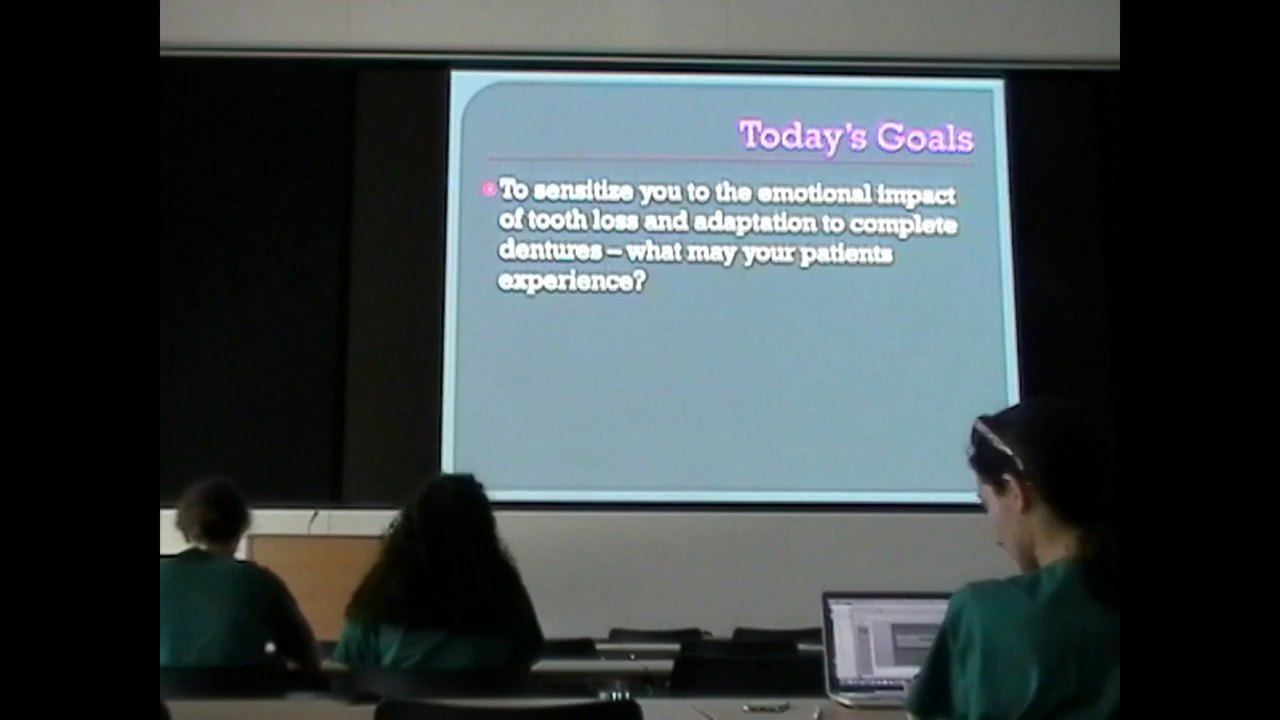 Today's Goals
To sensitize you to the emotional impact
of tooth loss and adaptation to complete
dentures – what may your patients
experience?